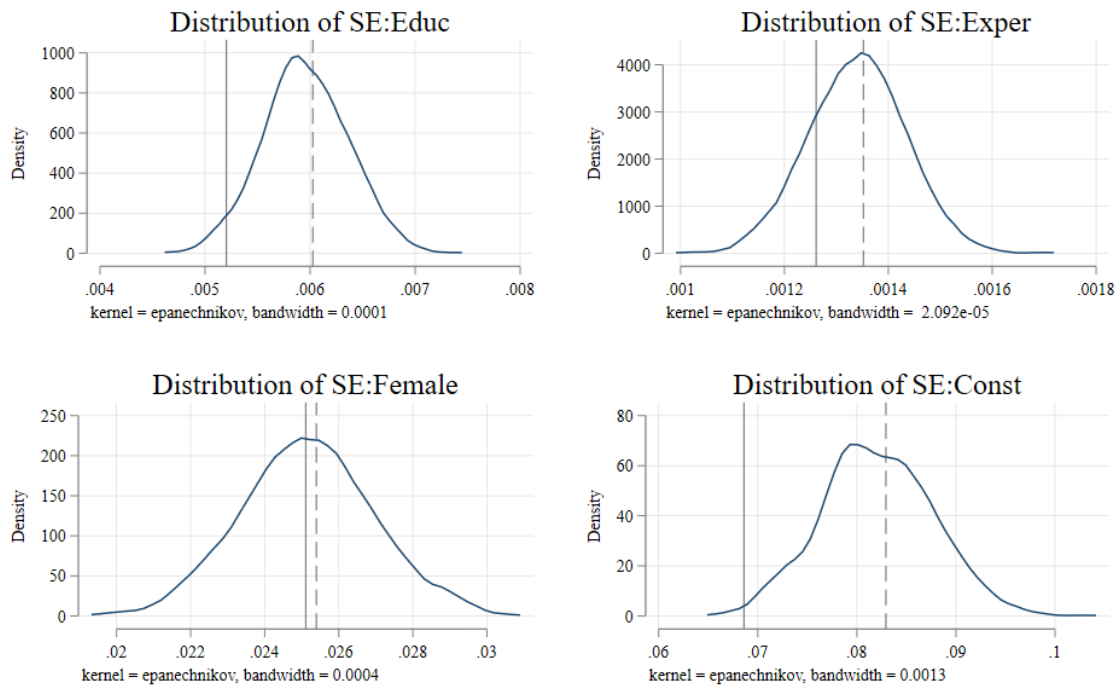 Distribution of SE:Educ
Density
1000
800
600
400
200
0
.004 .005 .006 .007 .008
kernel = epanechnikov, bandwidth = 0.0001
Distribution of SE:Exper
Density
4000
3000
2000
1000
0
.001 .0012 .0014 .0016 .0018
kernel = epanechnikov, bandwidth = 2.092e-05
Distribution of SE:Female
Density
250
200
150
100
50
0
.02 .022 .024 .026 .028 .03
kernel = epanechnikov, bandwidth = 0.0004
Distribution of SE:Const
Density
80
60
40
20
0
.06 .07 .08 .09 .1
kernel = epanechnikov, bandwidth = 0.0013